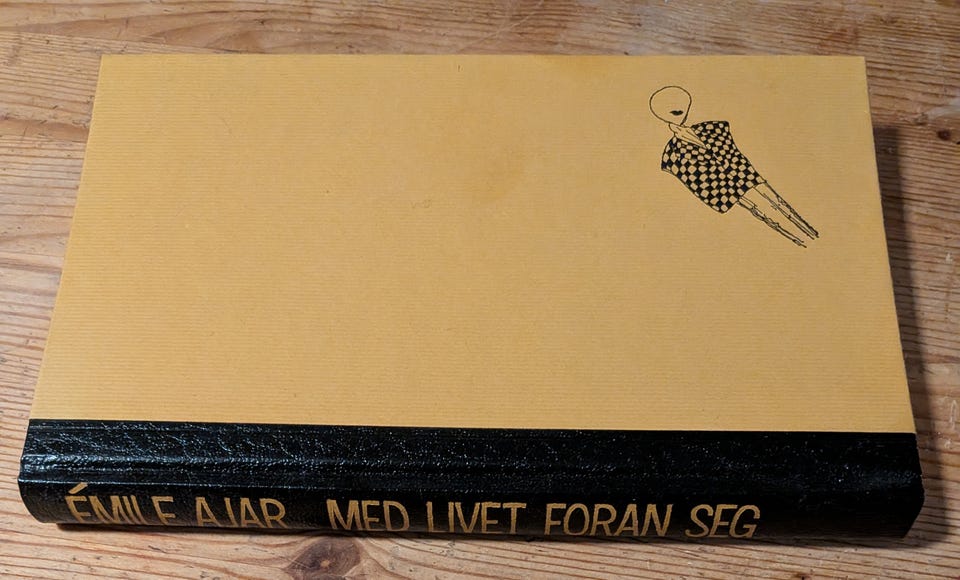 ÉMILE AJAR MED LIVET FORAN SEG